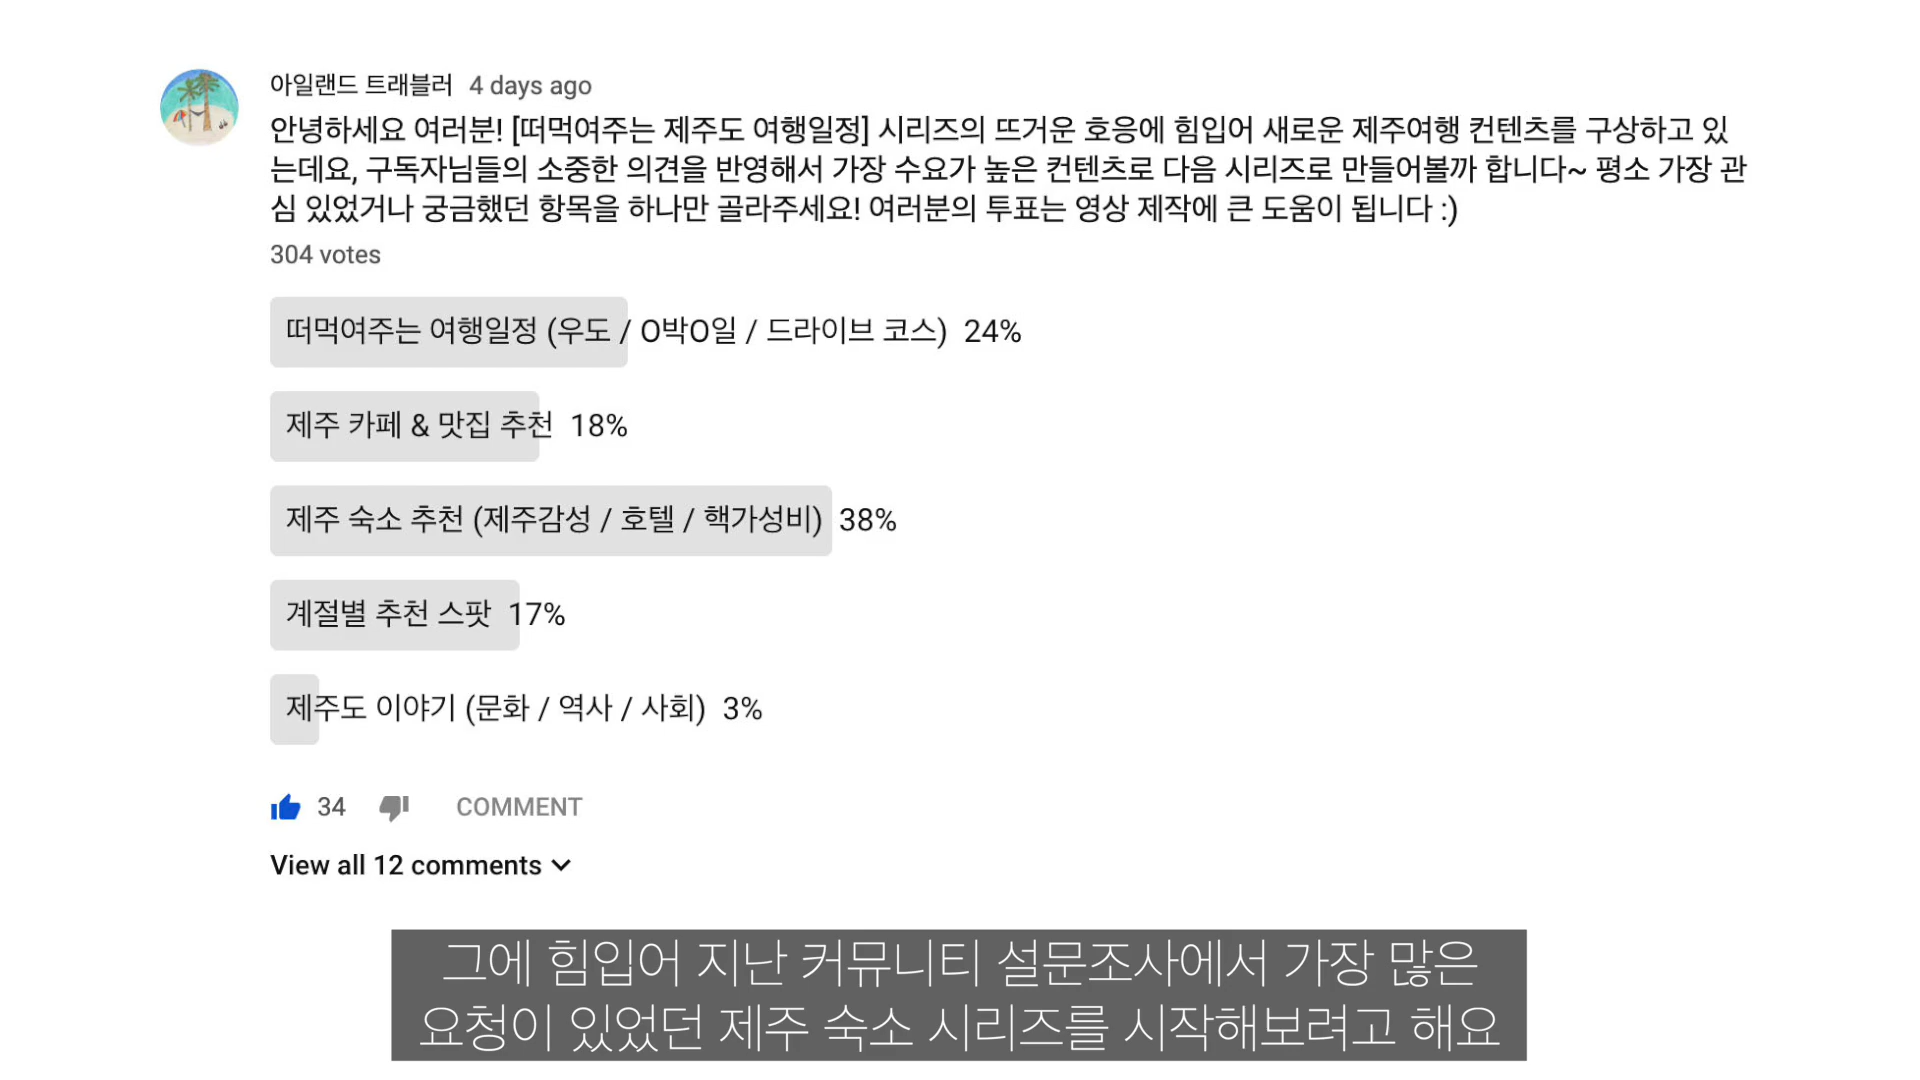 아일랜드 트래블러 4 days ago
안녕하세요 여러분! [떠먹여주는 제주도 여행일정] 시리즈의 뜨거운 호응에 힘입어 새로운 제주여행 컨텐츠를 구상하고 있
는데요, 구독자님들의 소중한 의견을 반영해서 가장 수요가 높은 컨텐츠로 다음 시리즈로 만들어볼까 합니다~ 평소 가장 관
심 있었거나 궁금했던 항목을 하나만 골라주세요! 여러분의 투표는 영상 제작에 큰 도움이 됩니다 :)
304 votes
떠먹여주는 여행일정 (우도 / O박O일 / 드라이브 코스) 24%
제주 카페 & 맛집 추천 18%
제주 숙소 추천 (제주감성 / 호텔 / 핵가성비) 38%
계절별 추천 스팟 17%
제주도 이야기 (문화 / 역사 / 사회) 3%
34 COMMENT
View all 12 comments
그에 힘입어 지난 커뮤니티 설문조사에서 가장 많은
요청이 있었던 제주 숙소 시리즈를 시작해보려고 해요